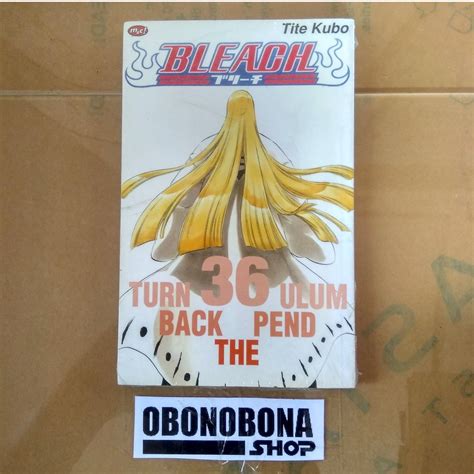 m&c!
Tite Kubo
BLEACH
ブリーチ
TURN 36 ULUM
BACK PEND
THE
OBONOBONA
SHOP